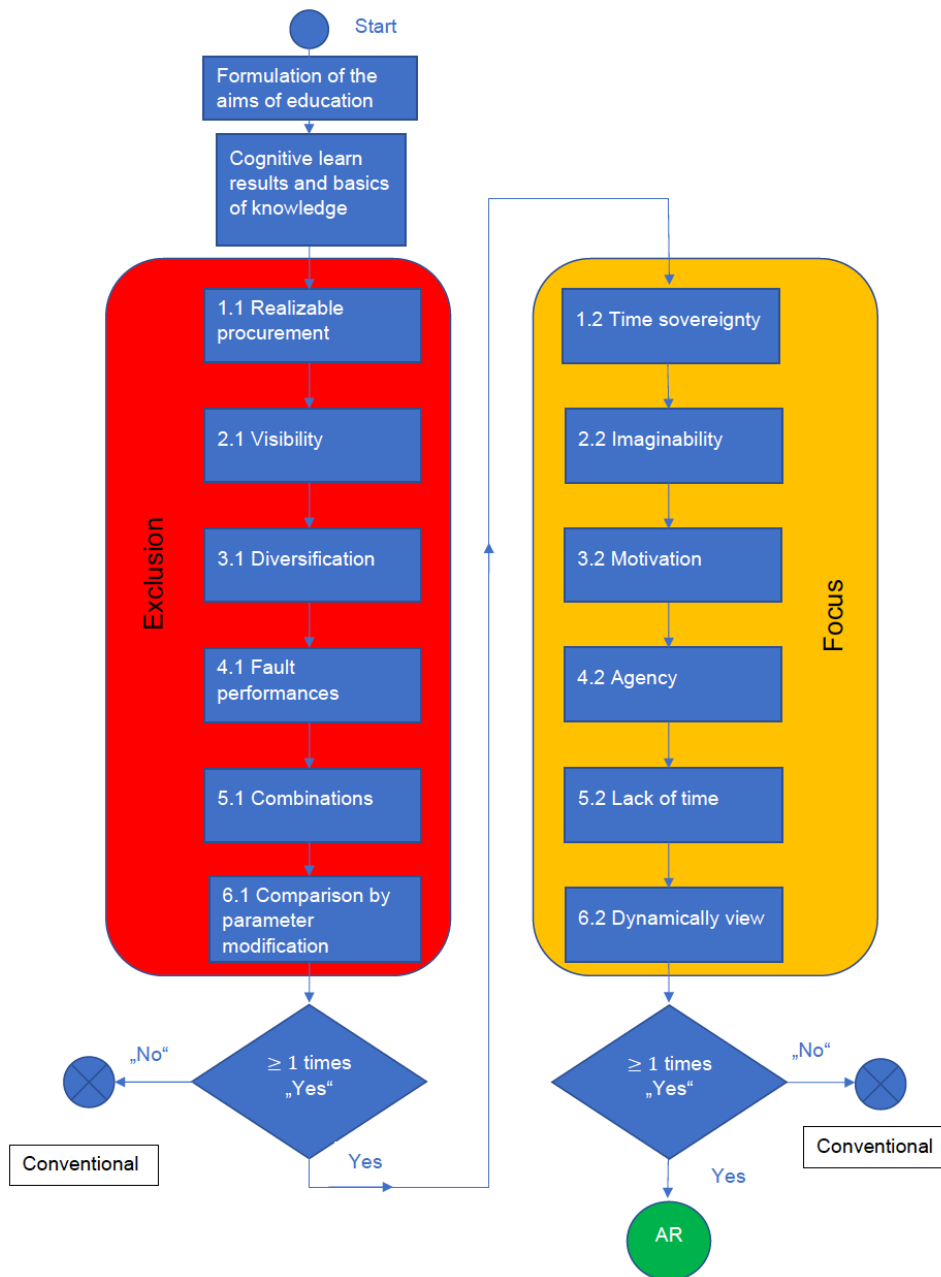 Start
Formulation of the
aims of education
Cognitive learn
results and basics
of knowledge
Exclusion
1.1 Realizable
procurement
2.1 Visibility
3.1 Diversification
4.1 Fault
performances
5.1 Combinations
6.1 Comparison by
parameter
modification
≥ 1 times
„Yes“
„No“
Conventional
Yes
Focus
1.2 Time sovereignty
2.2 Imaginability
3.2 Motivation
4.2 Agency
5.2 Lack of time
6.2 Dynamically view
≥ 1 times
„Yes“
„No“
Conventional
Yes
AR